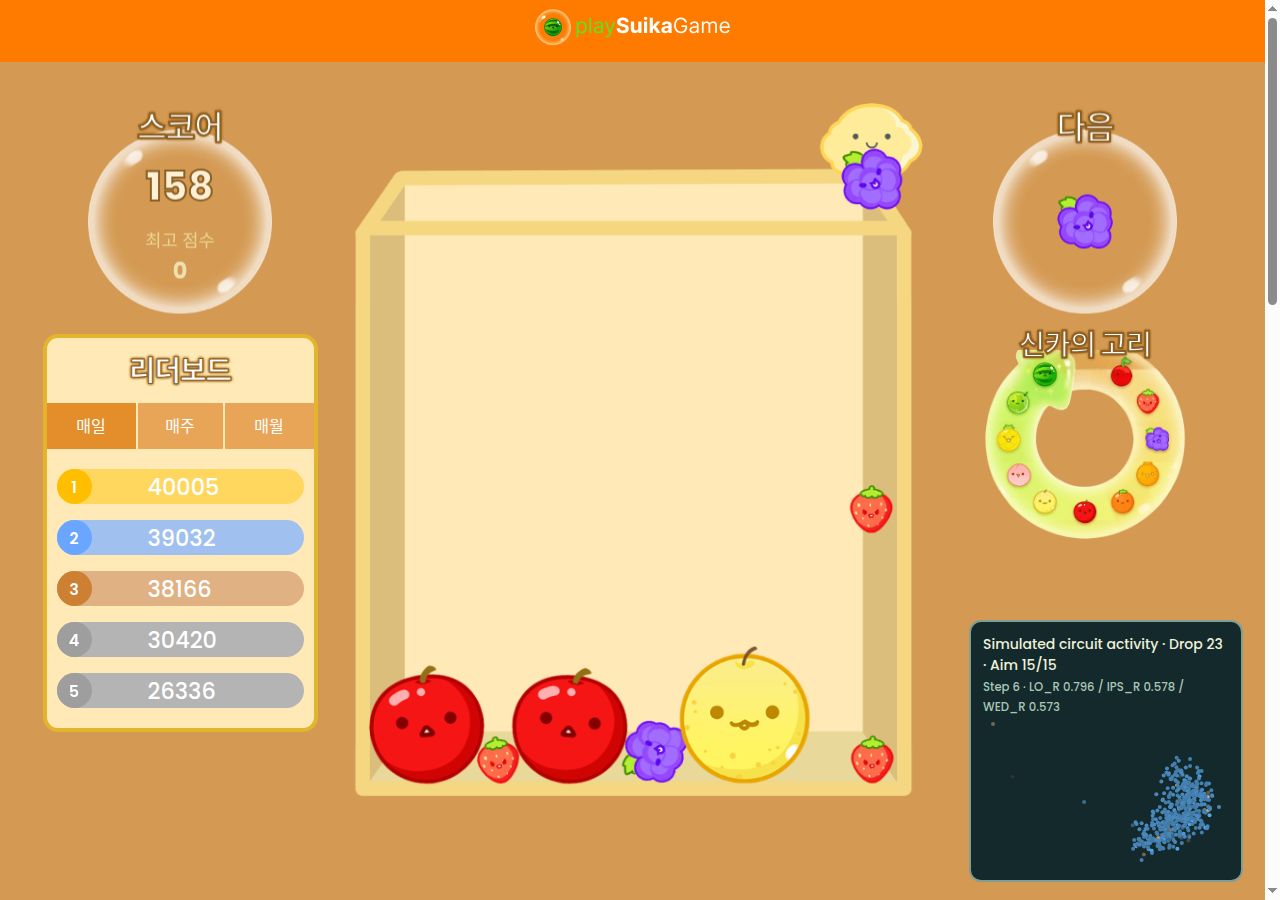 playSuikaGame
스코어
158
최고 점수
0
다음
신카의 고리
리더보드
매일 매주 매월
1 40005
2 39032
3 38166
4 30420
5 26336
Simulated circuit activity · Drop 23
· Aim 15/15
Step 6 · LO_R 0.796 / IPS_R 0.578 /
WED_R 0.573